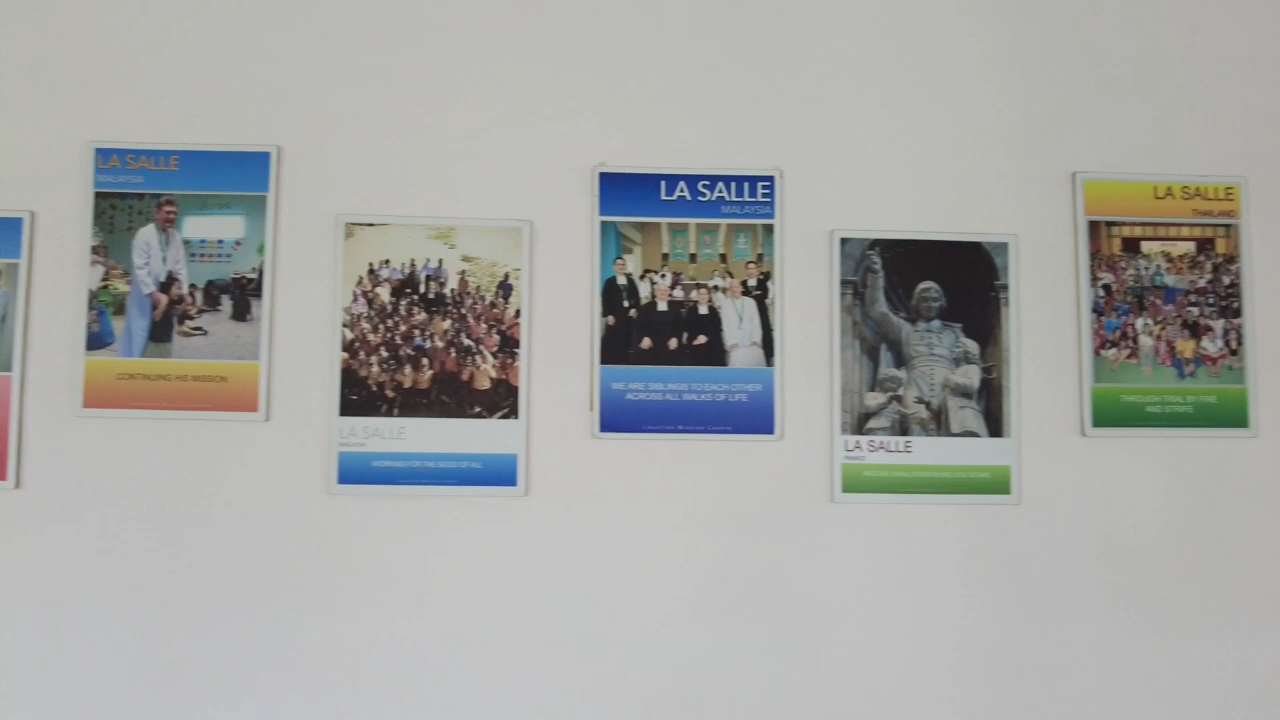 LA SALLE
MALAYSIA
CONTINUING HIS MISSION
LA SALLE
WORKING FOR THE GOOD OF ALL
LA SALLE
MALAYSIA
WE ARE SIBLINGS TO EACH OTHER
ACROSS ALL WALKS OF LIFE
LA SALLE
LA SALLE
THAILAND
THROUGH TRIAL BY FIRE
AND STRIFE